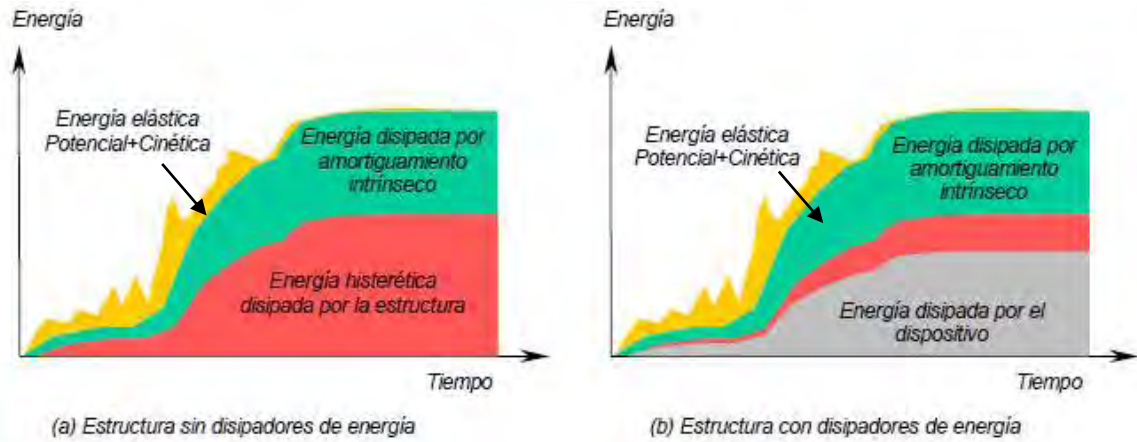 Energía
Energía elástica
Potencial+Cinética
Energía disipada por
amortiguamiento
intrínseco
Energía histerética
disipada por la estructura
Tiempo
(a) Estructura sin disipadores de energía
Energía
Energía elástica
Potencial+Cinética
Energía disipada por
amortiguamiento
intrínseco
Energía disipada por el
dispositivo
Tiempo
(b) Estructura con disipadores de energía